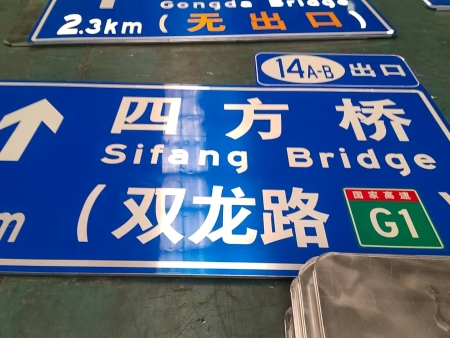 Gongda Bridge
2.3km (无出口)
14A-B 出口
四方桥
Sifang Bridge
m (双龙路 国家高速 G1 )